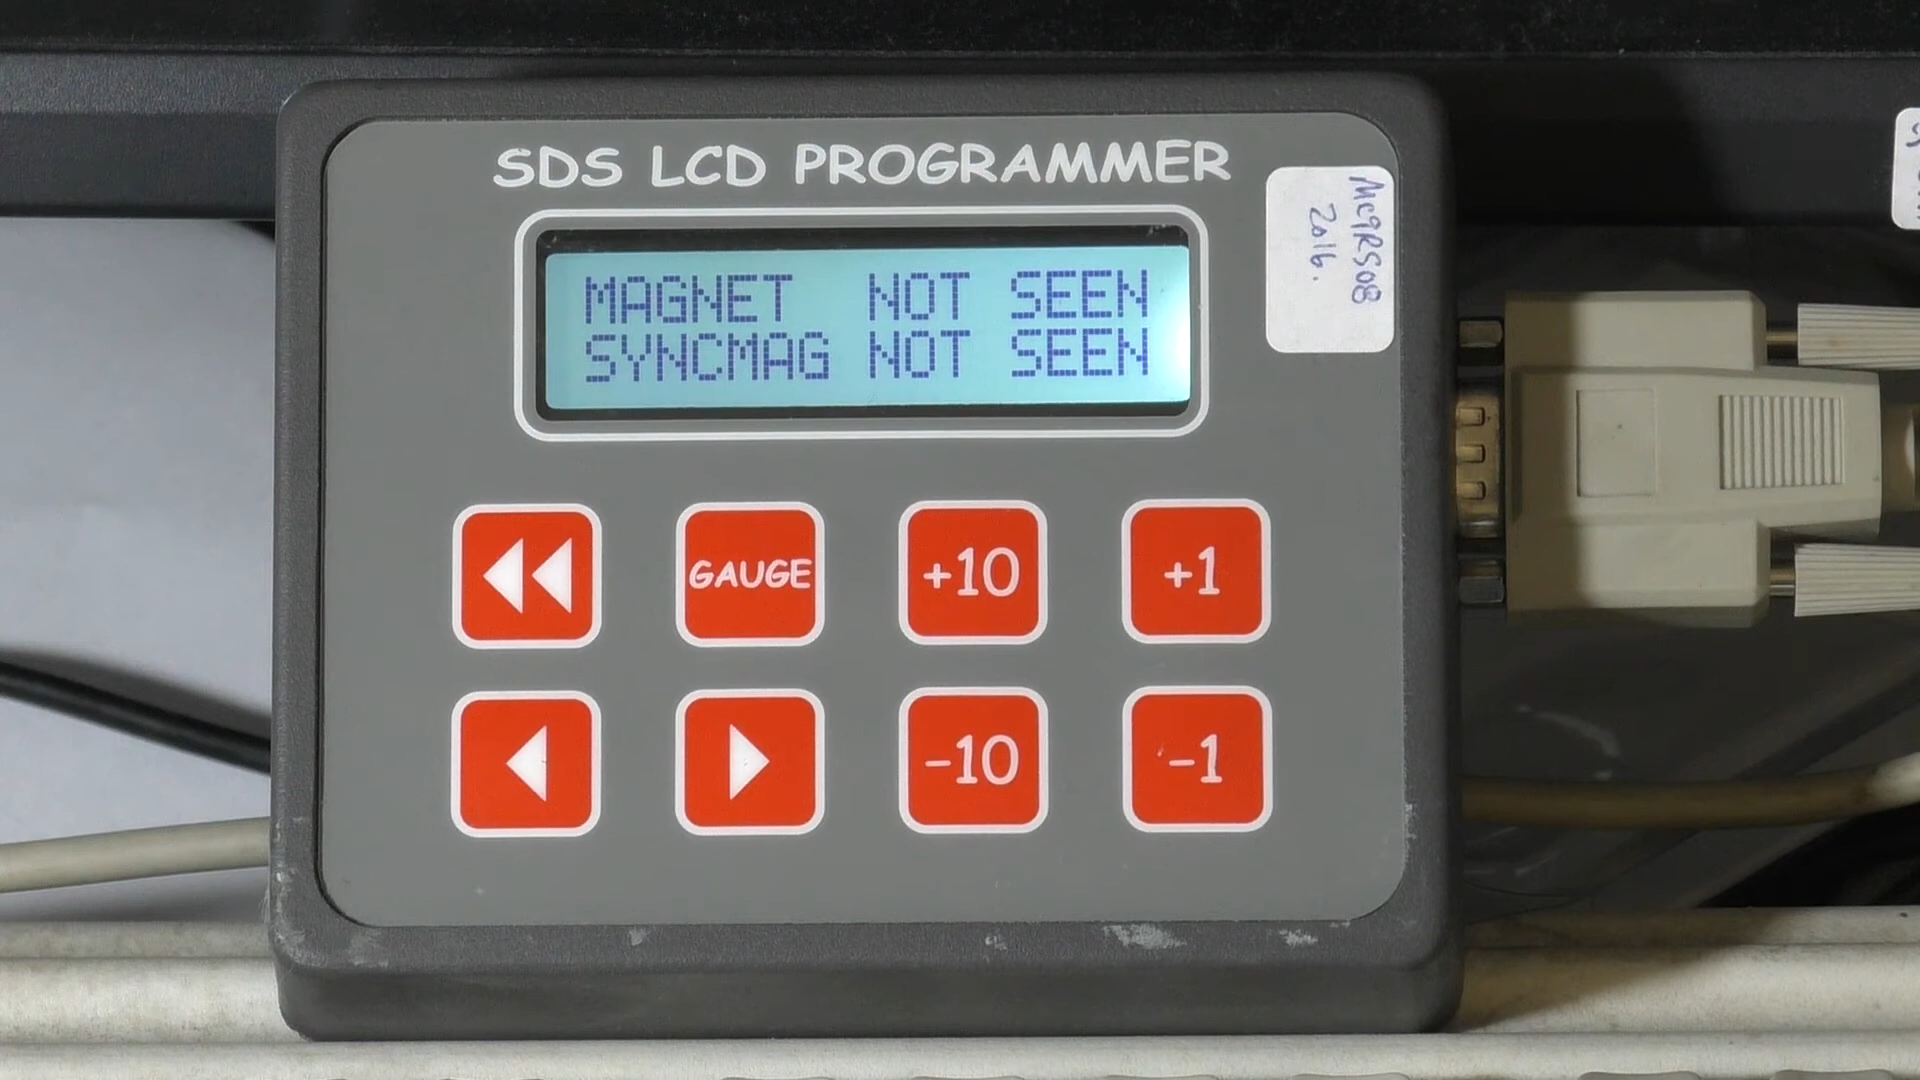 SDS LCD PROGRAMMER
MAGNET NOT SEEN
SYNCMAG NOT SEEN
Mc9RS08
2016.
GAUGE
+10
+1
-10
-1